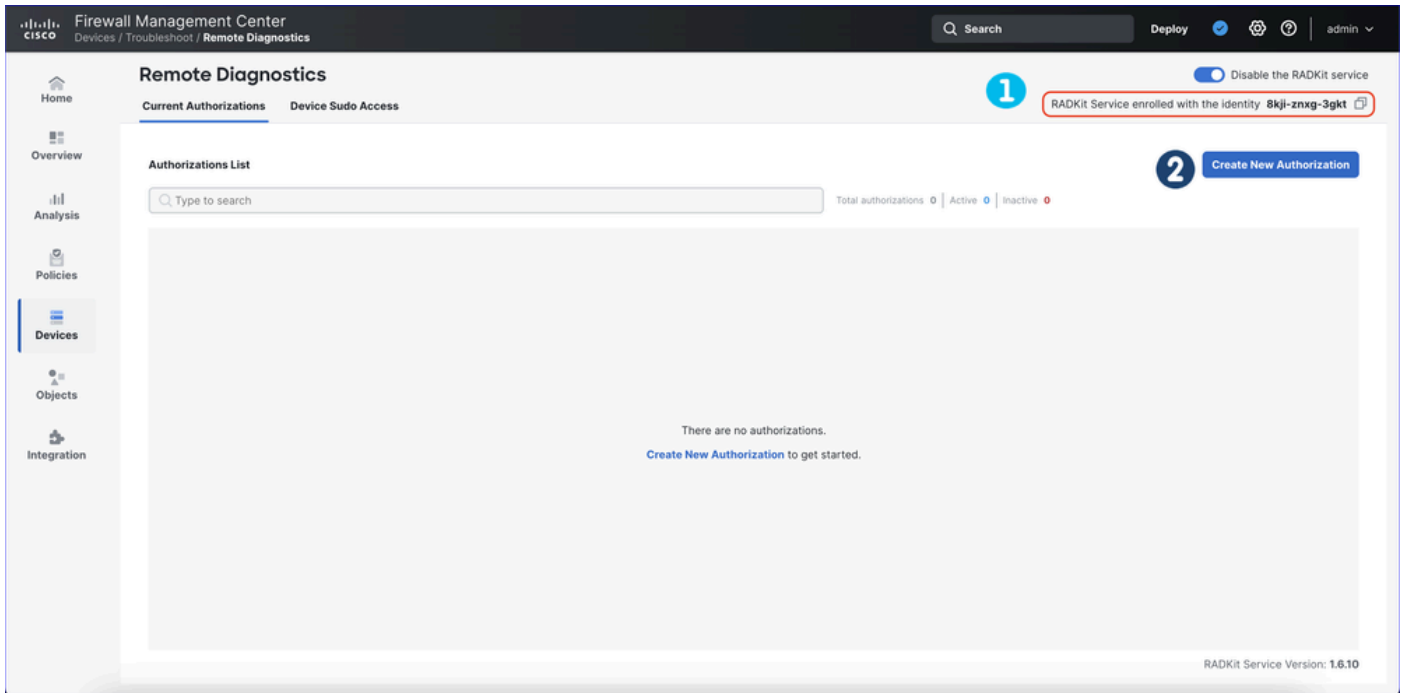 Firewall Management Center
CISCO Devices / Troubleshoot / Remote Diagnostics
Search
Deploy
admin
Home
Overview
Analysis
Policies
Devices
Objects
Integration
Remote Diagnostics
Disable the RADKit service
Current Authorizations Device Sudo Access
1
RADKit Service enrolled with the identity 8kji-znxg-3gkt
Authorizations List
2
Create New Authorization
Type to search
Total authorizations 0 | Active 0 | Inactive 0
There are no authorizations.
Create New Authorization to get started.
RADKit Service Version: 1.6.10